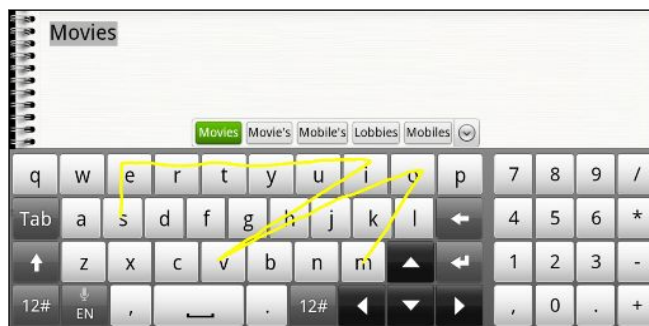 Movies
Movies Movie's Mobile's Lobbies Mobiles
q w e r t y u i o p 7 8 9 /
Tab a s d f g h j k l 4 5 6 *
z x c v b n m 1 2 3 -
12# EN , . 12# , 0 . +